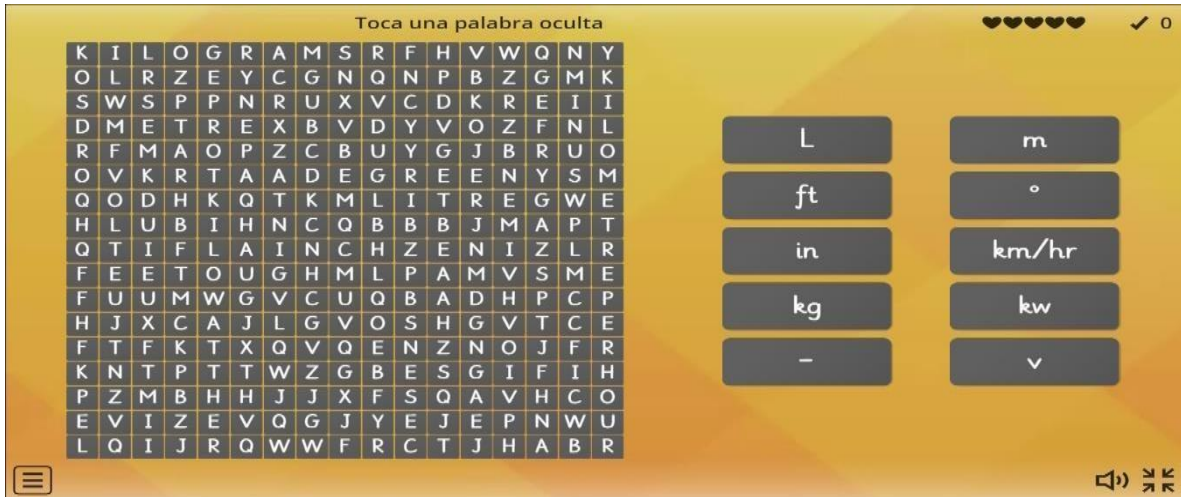 Toca una palabra oculta
0
K I L O G R A M S R F H V W Q N Y
O L R Z E Y C G N Q N P B Z G M K
S W S P P N R U X V C D K R E I I
D M E T R E X B V D Y V O Z F N L
R F M A O P Z C B U Y G J B R U O
O V K R T A A D E G R E E N Y S M
Q O D H K Q T K M L I T R E G W E
H L U B I H N C Q B B B J M A P T
Q T I F L A I N C H Z E N I Z L R
F E E T O U G H M L P A M V S M E
F U U M W G V C U Q B A D H P C P
H J X C A J L G V O S H G V T C E
F T F K T X Q V Q E N Z N O J F R
K N T P T T W Z G B E S G I F I H
P Z M B H H J J X F S Q A V H C O
E V I Z E V Q G J Y E J E P N W U
L Q I J R Q W W F R C T J H A B R
L m
ft °
in km/hr
kg kw
– v